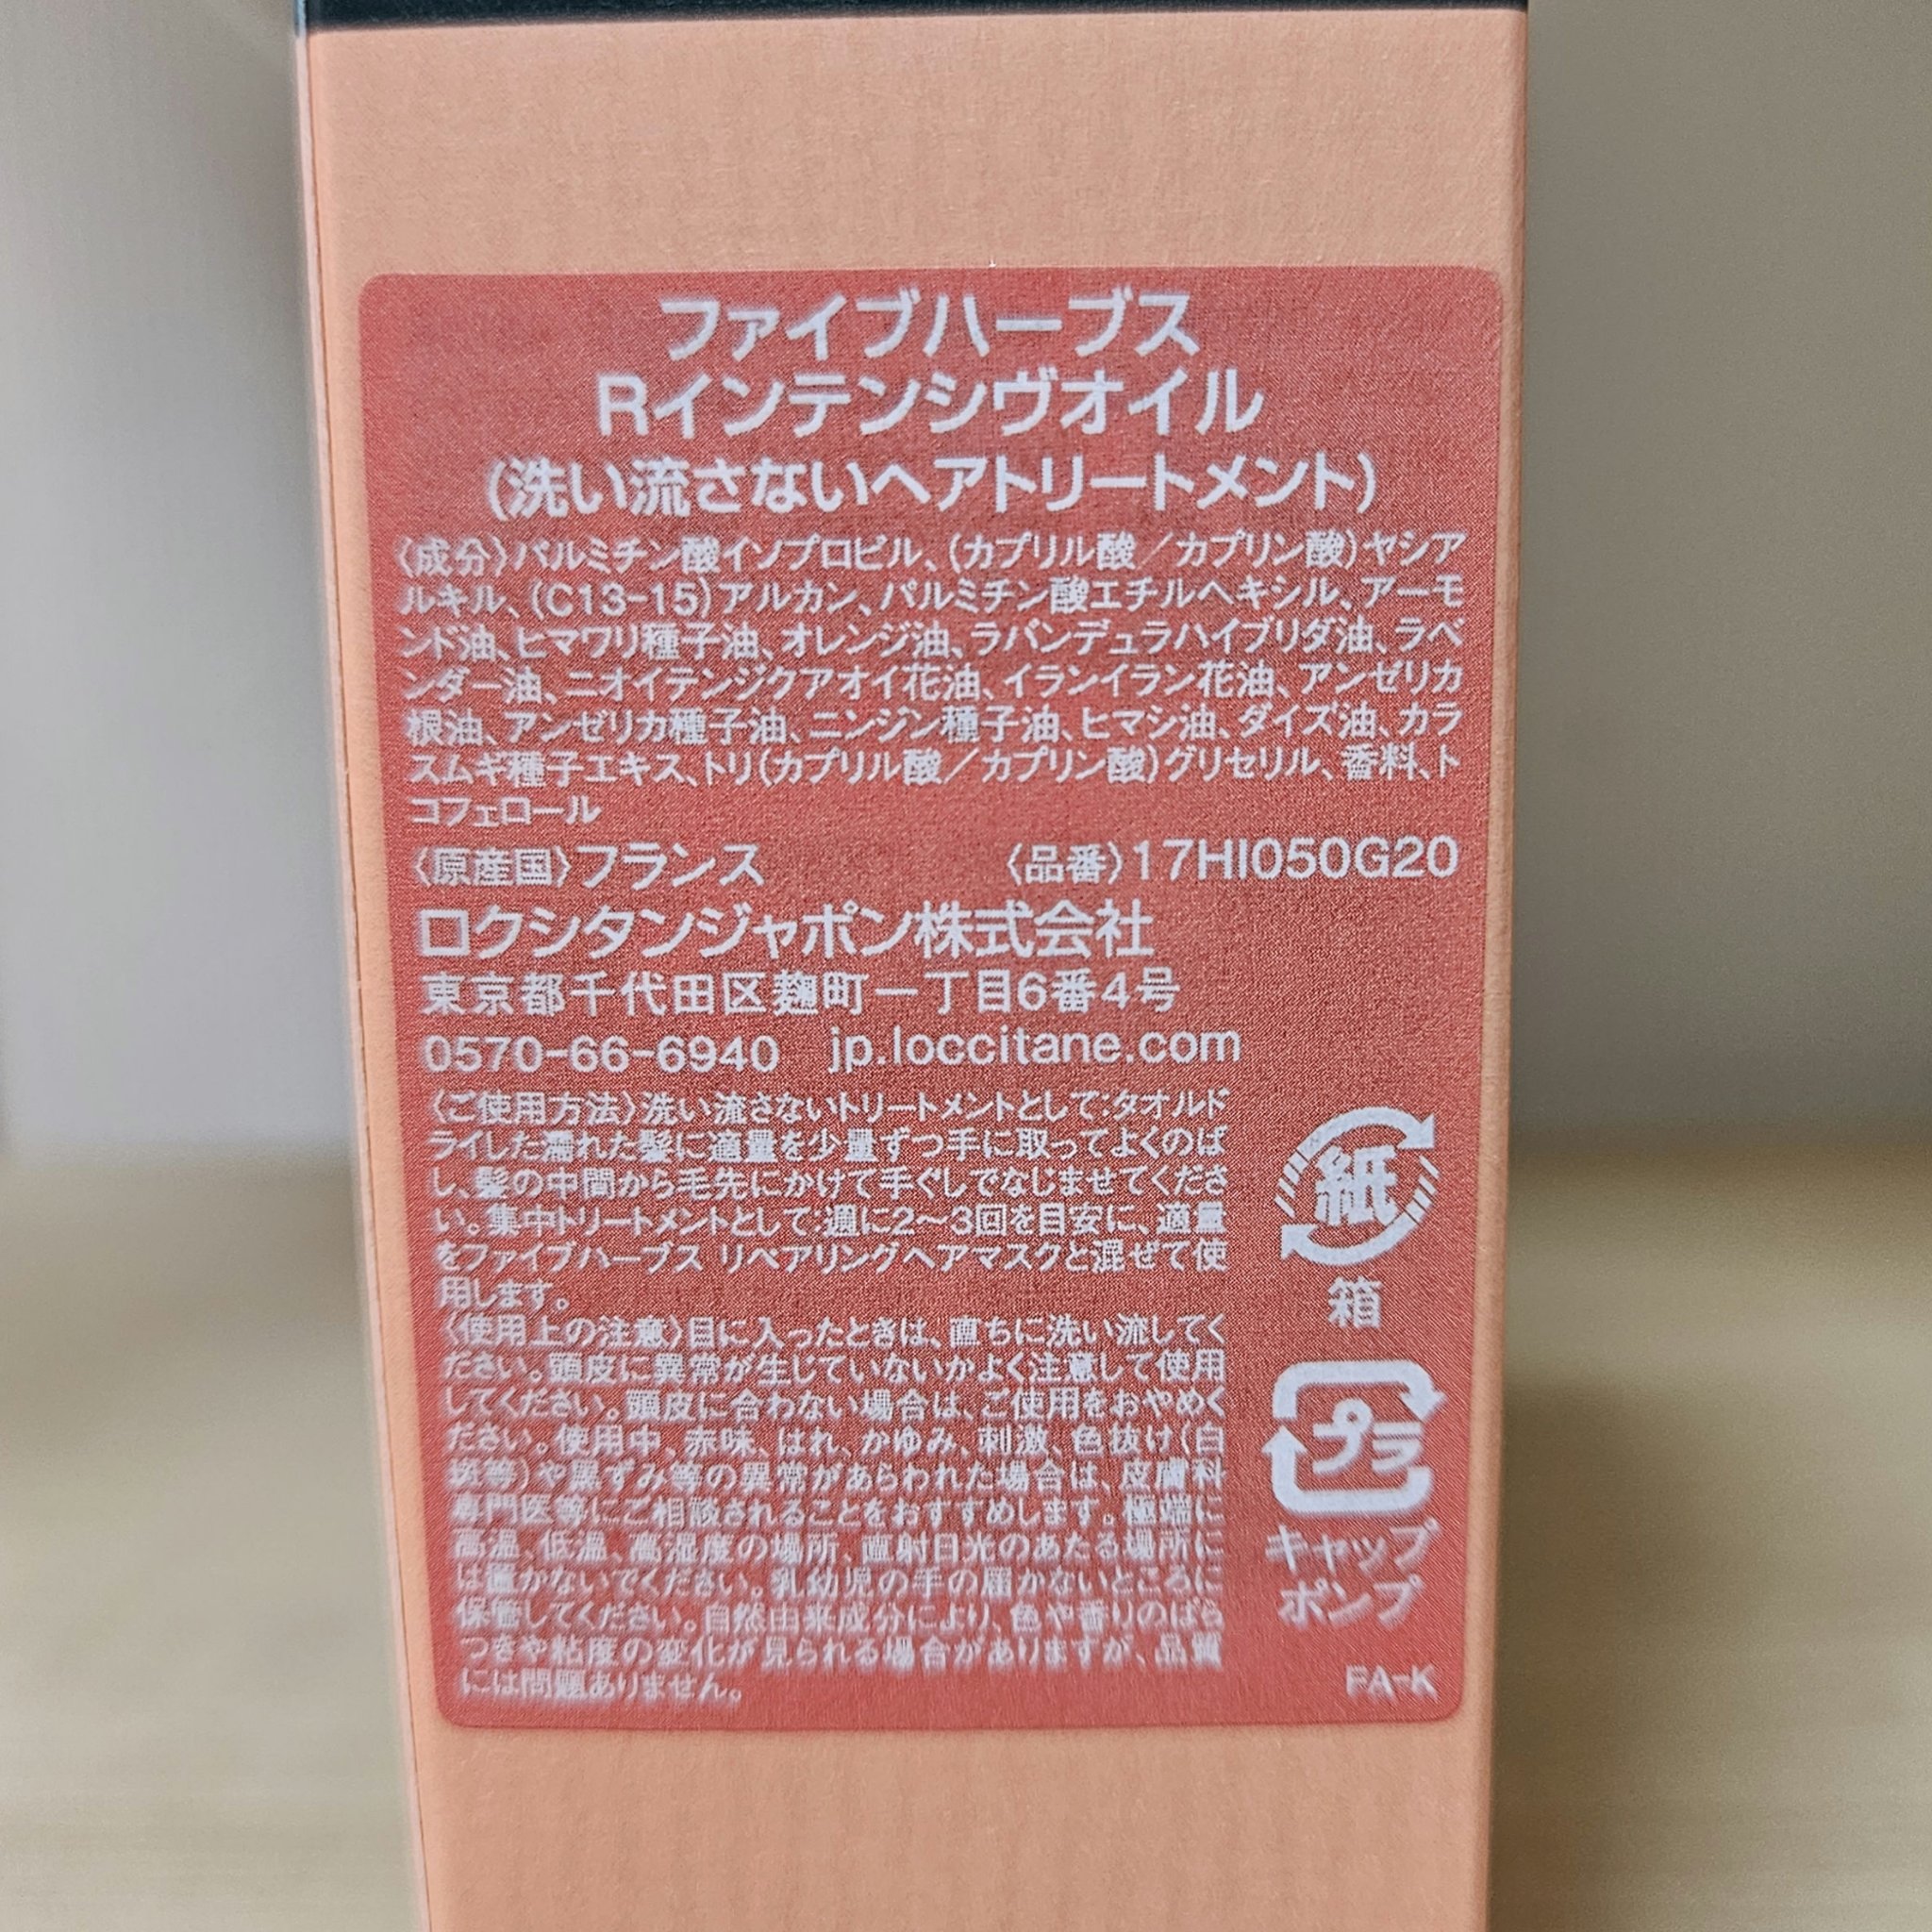 ファイブハーブス
Rインテンシヴオイル
(洗い流さないヘアトリートメント)
〈成分〉パルミチン酸イソプロピル、(カプリル酸／カプリン酸)ヤシア
ルキル、(C13-15)アルカン、パルミチン酸エチルヘキシル、アーモ
ンド油、ヒマワリ種子油、オレンジ油、ラバンデュラハイブリダ油、ラベ
ンダー油、ニオイテンジクアオイ花油、イランイラン花油、アンゼリカ
根油、アンゼリカ種子油、ニンジン種子油、ヒマシ油、ダイズ油、カラ
スムギ種子エキス、トリ(カプリル酸／カプリン酸)グリセリル、香料、ト
コフェロール
〈原産国〉フランス 〈品番〉17HI050G20
ロクシタンジャポン株式会社
東京都千代田区麹町一丁目6番4号
0570-66-6940 jp.loccitane.com
〈ご使用方法〉洗い流さないトリートメントとして:タオルド
ライした濡れた髪に適量を少量ずつ手に取ってよくのば
し、髪の中間から毛先にかけて手ぐしでなじませてくださ
い。集中トリートメントとして:週に2〜3回を目安に、適量
をファイブハーブス リペアリングヘアマスクと混ぜて使
用します。
〈使用上の注意〉目に入ったときは、直ちに洗い流してく
ださい。頭皮に異常が生じていないかよく注意して使用
してください。頭皮に合わない場合は、ご使用をおやめく
ださい。使用中、赤味、はれ、かゆみ、刺激、色抜け(白
斑等)や黒ずみ等の異常があらわれた場合は、皮膚科
専門医等にご相談されることをおすすめします。極端に
高温、低温、高湿度の場所、直射日光のあたる場所に
は置かないでください。乳幼児の手の届かないところに
保管してください。自然由来成分により、色や香りのばら
つきや粘度の変化が見られる場合がありますが、品質
には問題ありません。
紙
箱
プラ
キャップ
ポンプ
FA-K